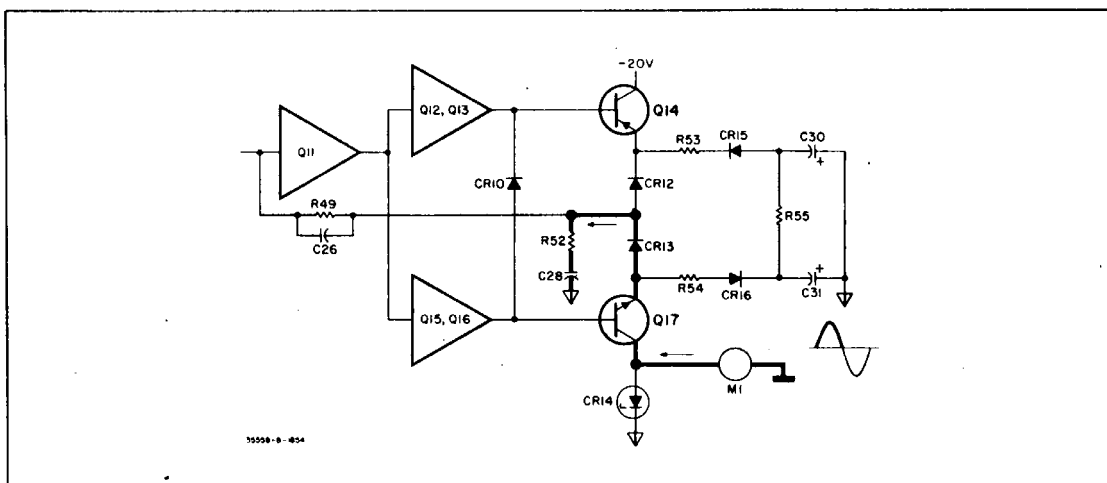 -20V
Q12, Q13
Q14
Q11
R53
CR15
C30
+
CR10
CR12
R49
C26
R52
CR13
R55
C28
R54
CR16
C31
+
Q15, Q16
Q17
M1
CR14